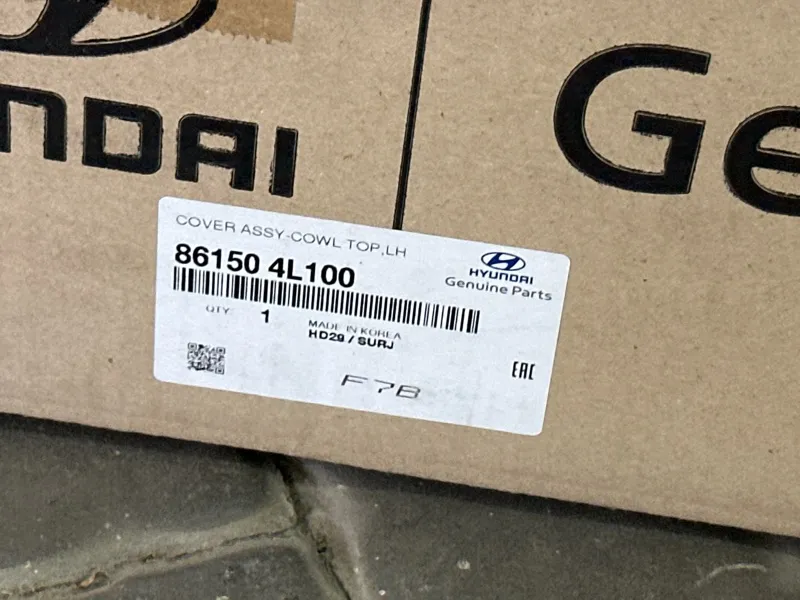 NDAI
Ge
COVER ASSY-COWL TOP,LH
86150 4L100
HYUNDAI
Genuine Parts
QTY 1
MADE IN KOREA
HD29/SURJ
F7B
EAC